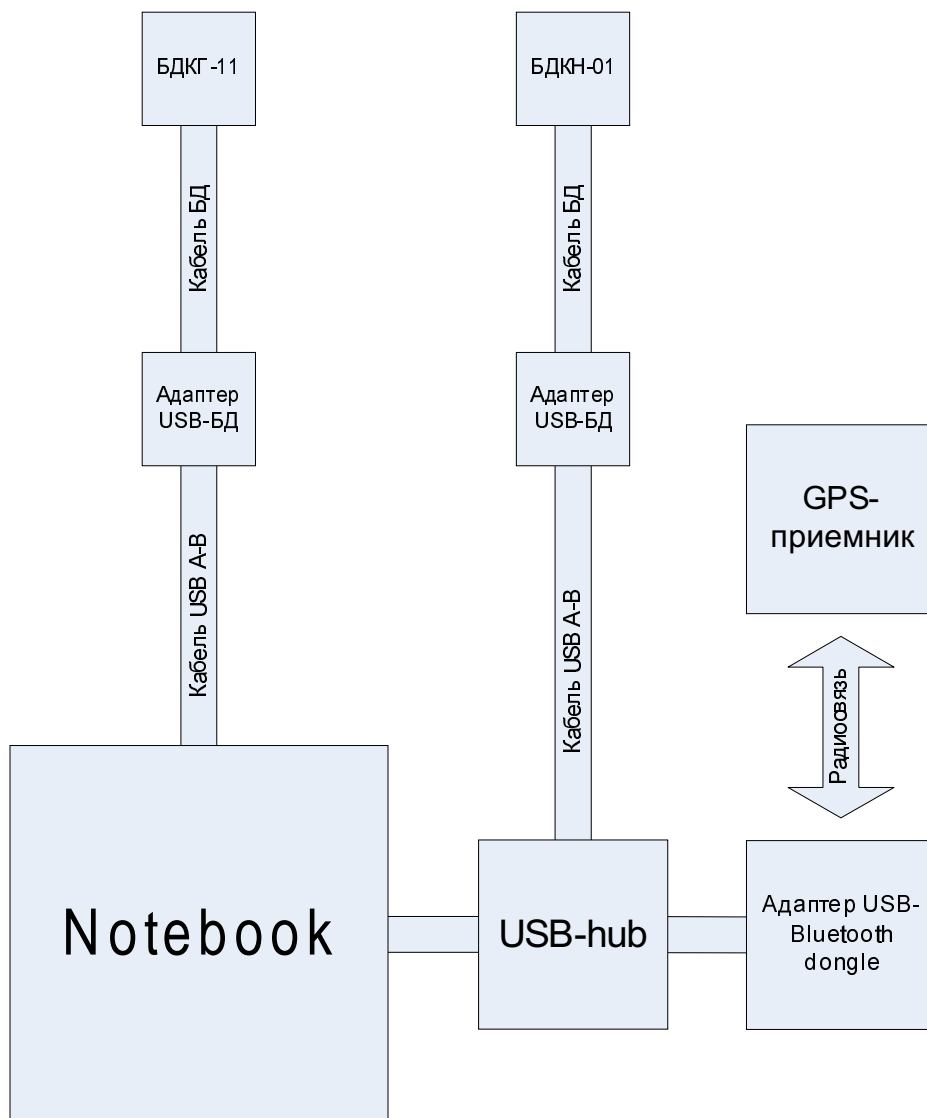 БДКГ-11
БДКН-01
Кабель БД
Кабель БД
Адаптер
USB-БД
Адаптер
USB-БД
GPS-
приемник
Кабель USB A-B
Кабель USB A-B
Радиосвязь
Notebook
USB-hub
Адаптер USB-
Bluetooth
dongle